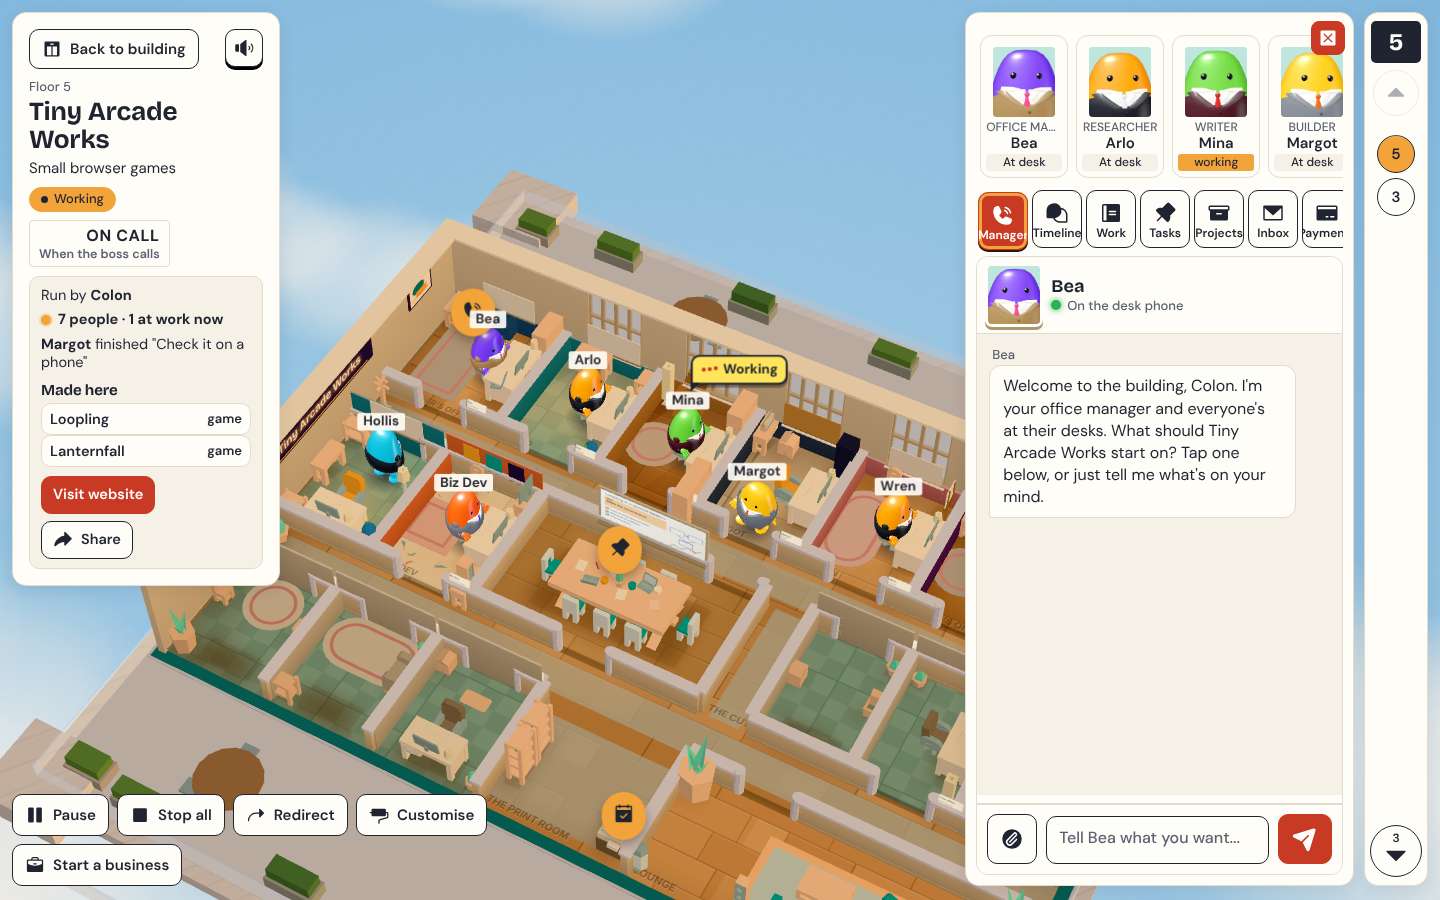 Back to building
Floor 5
Tiny Arcade
Works
Small browser games
Working
ON CALL
When the boss calls
Run by Colon
7 people · 1 at work now
Margot finished "Check it on a
phone"
Made here
Loopling game
Lanternfall game
Visit website
Share
Pause
Stop all
Redirect
Customise
Start a business
Tiny Arcade Works
Bea
Arlo
Working
Mina
Hollis
Biz Dev
Margot
Wren
THE PRINT ROOM
LOUNGE
OFFICE MA...
Bea
At desk
RESEARCHER
Arlo
At desk
WRITER
Mina
working
BUILDER
Margot
At desk
Manager
Timeline
Work
Tasks
Projects
Inbox
Paymen
Bea
On the desk phone
Bea
Welcome to the building, Colon. I'm
your office manager and everyone's
at their desks. What should Tiny
Arcade Works start on? Tap one
below, or just tell me what's on your
mind.
Tell Bea what you want...
5
5
3
3